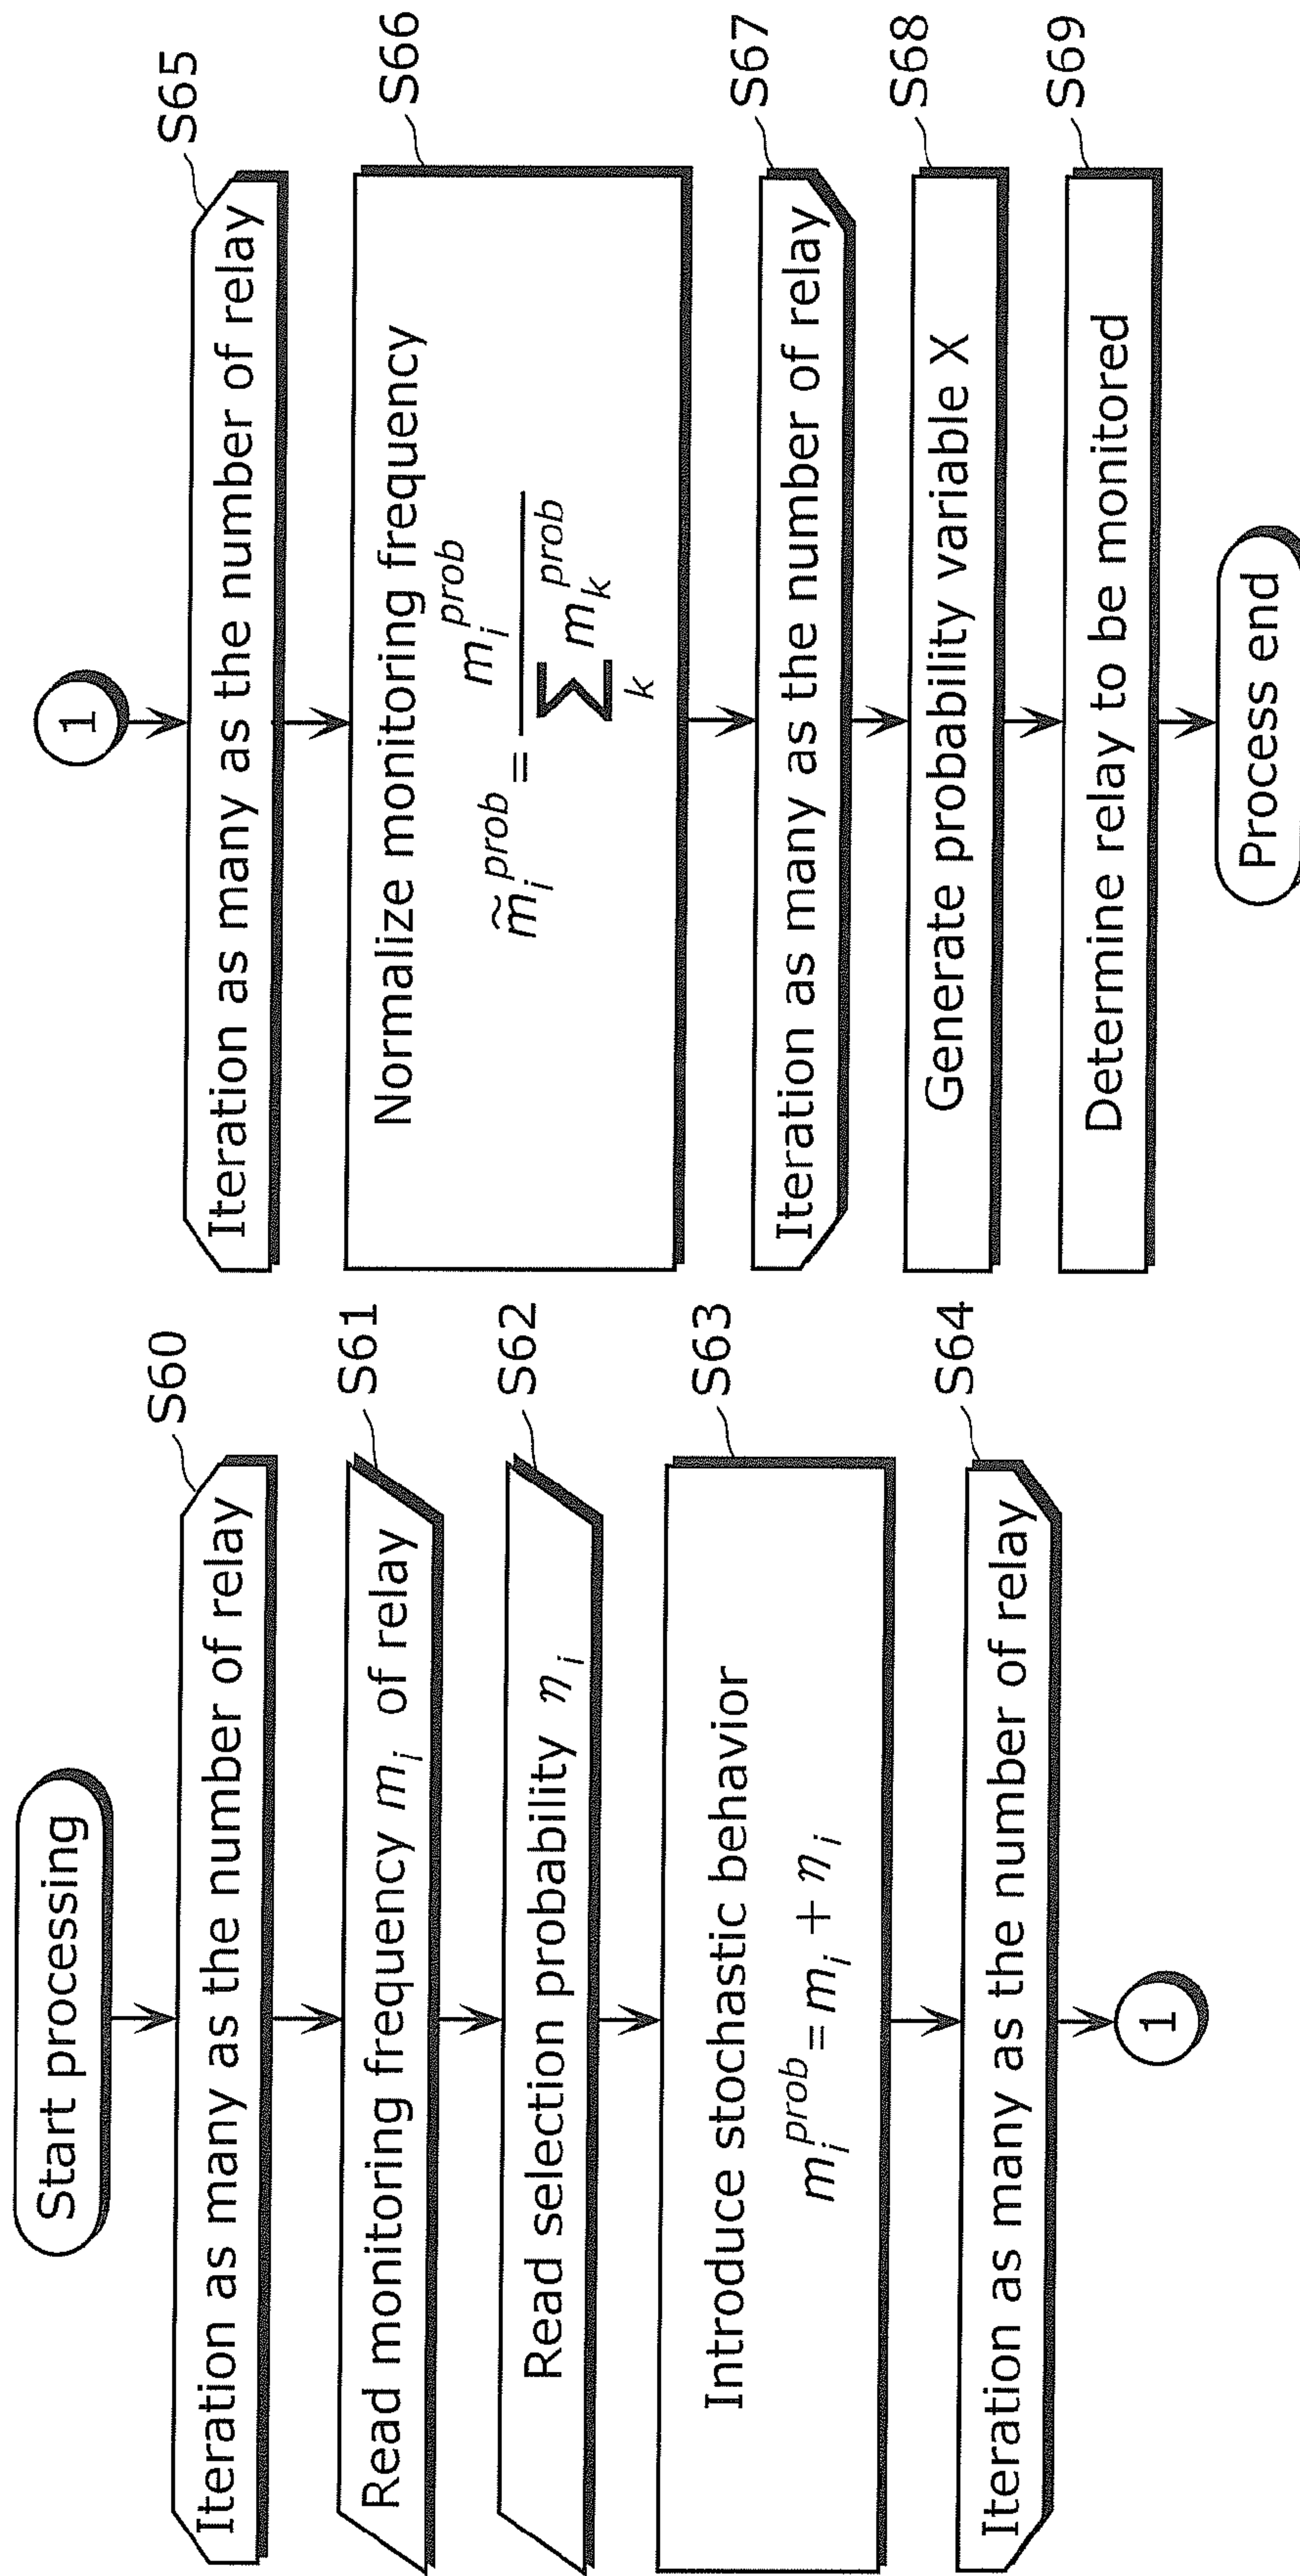 Start processing
Iteration as many as the number of relay
S60
Read monitoring frequency m_i of relay
S61
Read selection probability η_i
S62
Introduce stochastic behavior
m_i^{prob} = m_i + η_i
S63
Iteration as many as the number of relay
S64
1
1
Iteration as many as the number of relay
S65
Normalize monitoring frequency
m̃_i^{prob} = m_i^{prob} / ∑_k m_k^{prob}
S66
Iteration as many as the number of relay
S67
Generate probability variable X
S68
Determine relay to be monitored
S69
Process end